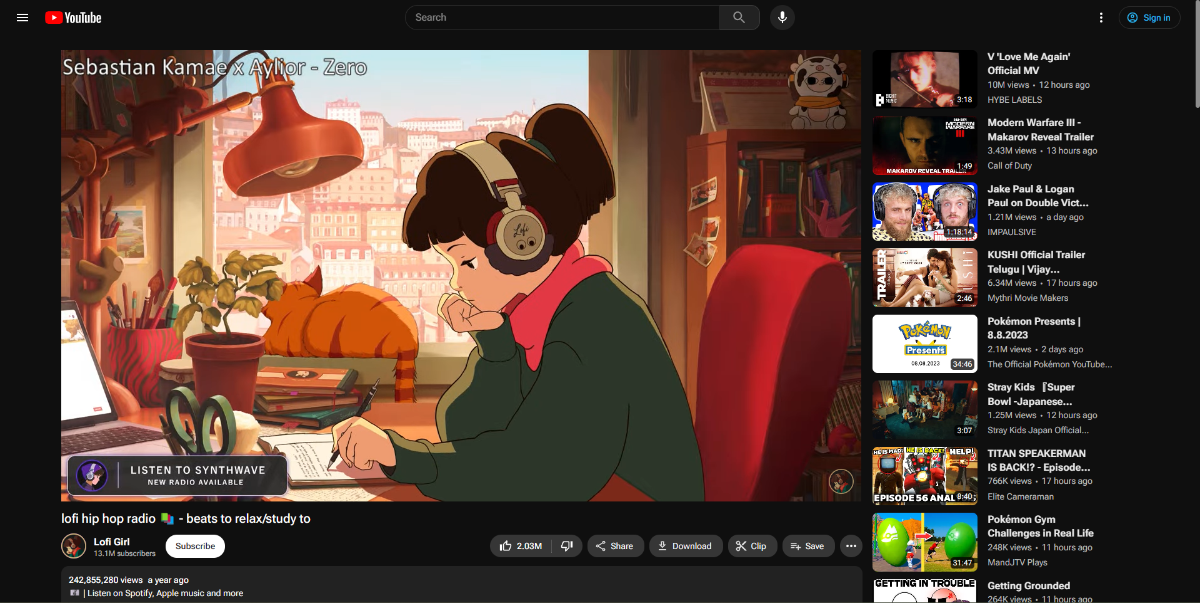 YouTube
Search
Sign in
Sebastian Kamae x Aylior - Zero
Lofi
LISTEN TO SYNTHWAVE
NEW RADIO AVAILABLE
lofi hip hop radio 📚 - beats to relax/study to
Lofi Girl
13.1M subscribers
Subscribe
2.03M
Share
Download
Clip
Save
242,855,280 views a year ago
| Listen on Spotify, Apple music and more
3:18
V 'Love Me Again'
Official MV
10M views • 12 hours ago
HYBE LABELS
MODERN WARFARE
MAKAROV REVEAL TRAILER
1:49
Modern Warfare III -
Makarov Reveal Trailer
3.43M views • 13 hours ago
Call of Duty
1:18:14
Jake Paul & Logan
Paul on Double Vict...
1.21M views • a day ago
IMPAULSIVE
TRAILER
2:46
KUSHI Official Trailer
Telugu | Vijay...
6.34M views • 17 hours ago
Mythri Movie Makers
POKÉMON
Presents
08.08.2023
34:46
Pokémon Presents |
8.8.2023
2.1M views • 2 days ago
The Official Pokémon YouTube...
3:07
Stray Kids『Super
Bowl -Japanese...
1.25M views • 12 hours ago
Stray Kids Japan Official...
HE IS MAD! HE IS BACK! HELP!
EPISODE 56 ANAL
8:40
TITAN SPEAKERMAN
IS BACK!? - Episode...
766K views • 17 hours ago
Elite Cameraman
31:47
Pokémon Gym
Challenges in Real Life
248K views • 11 hours ago
MandJTV Plays
GETTING IN TROUBLE
Getting Grounded
264K views • 11 hours ago